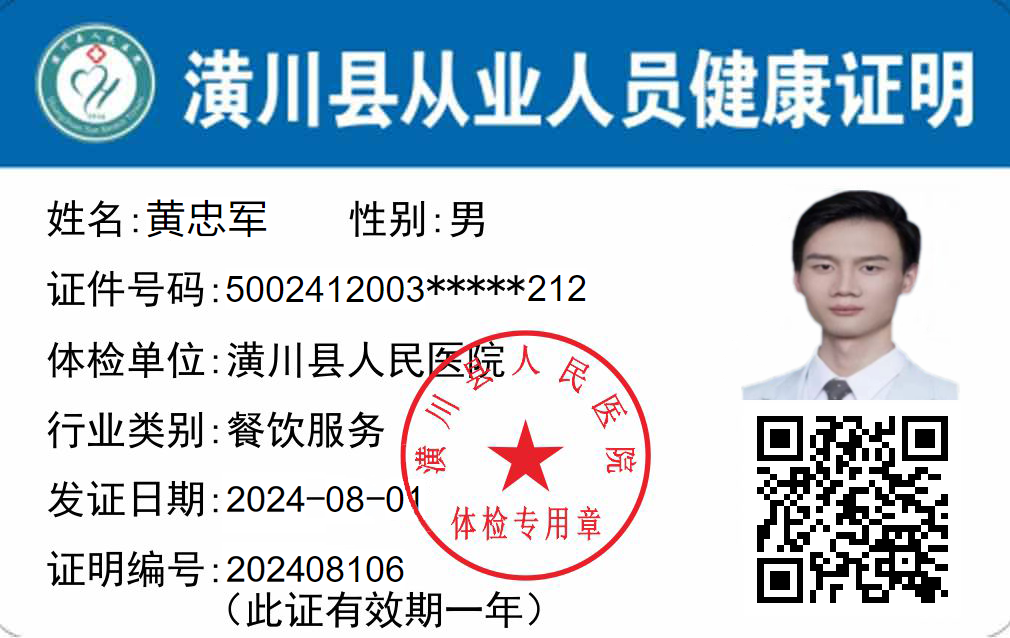 潢川县从业人员健康证明
姓名:黄忠军 性别:男
证件号码:5002412003*****212
体检单位:潢川县人民医院
行业类别:餐饮服务
发证日期:2024-08-01
证明编号:202408106
（此证有效期一年）
潢川县人民医院
体检专用章